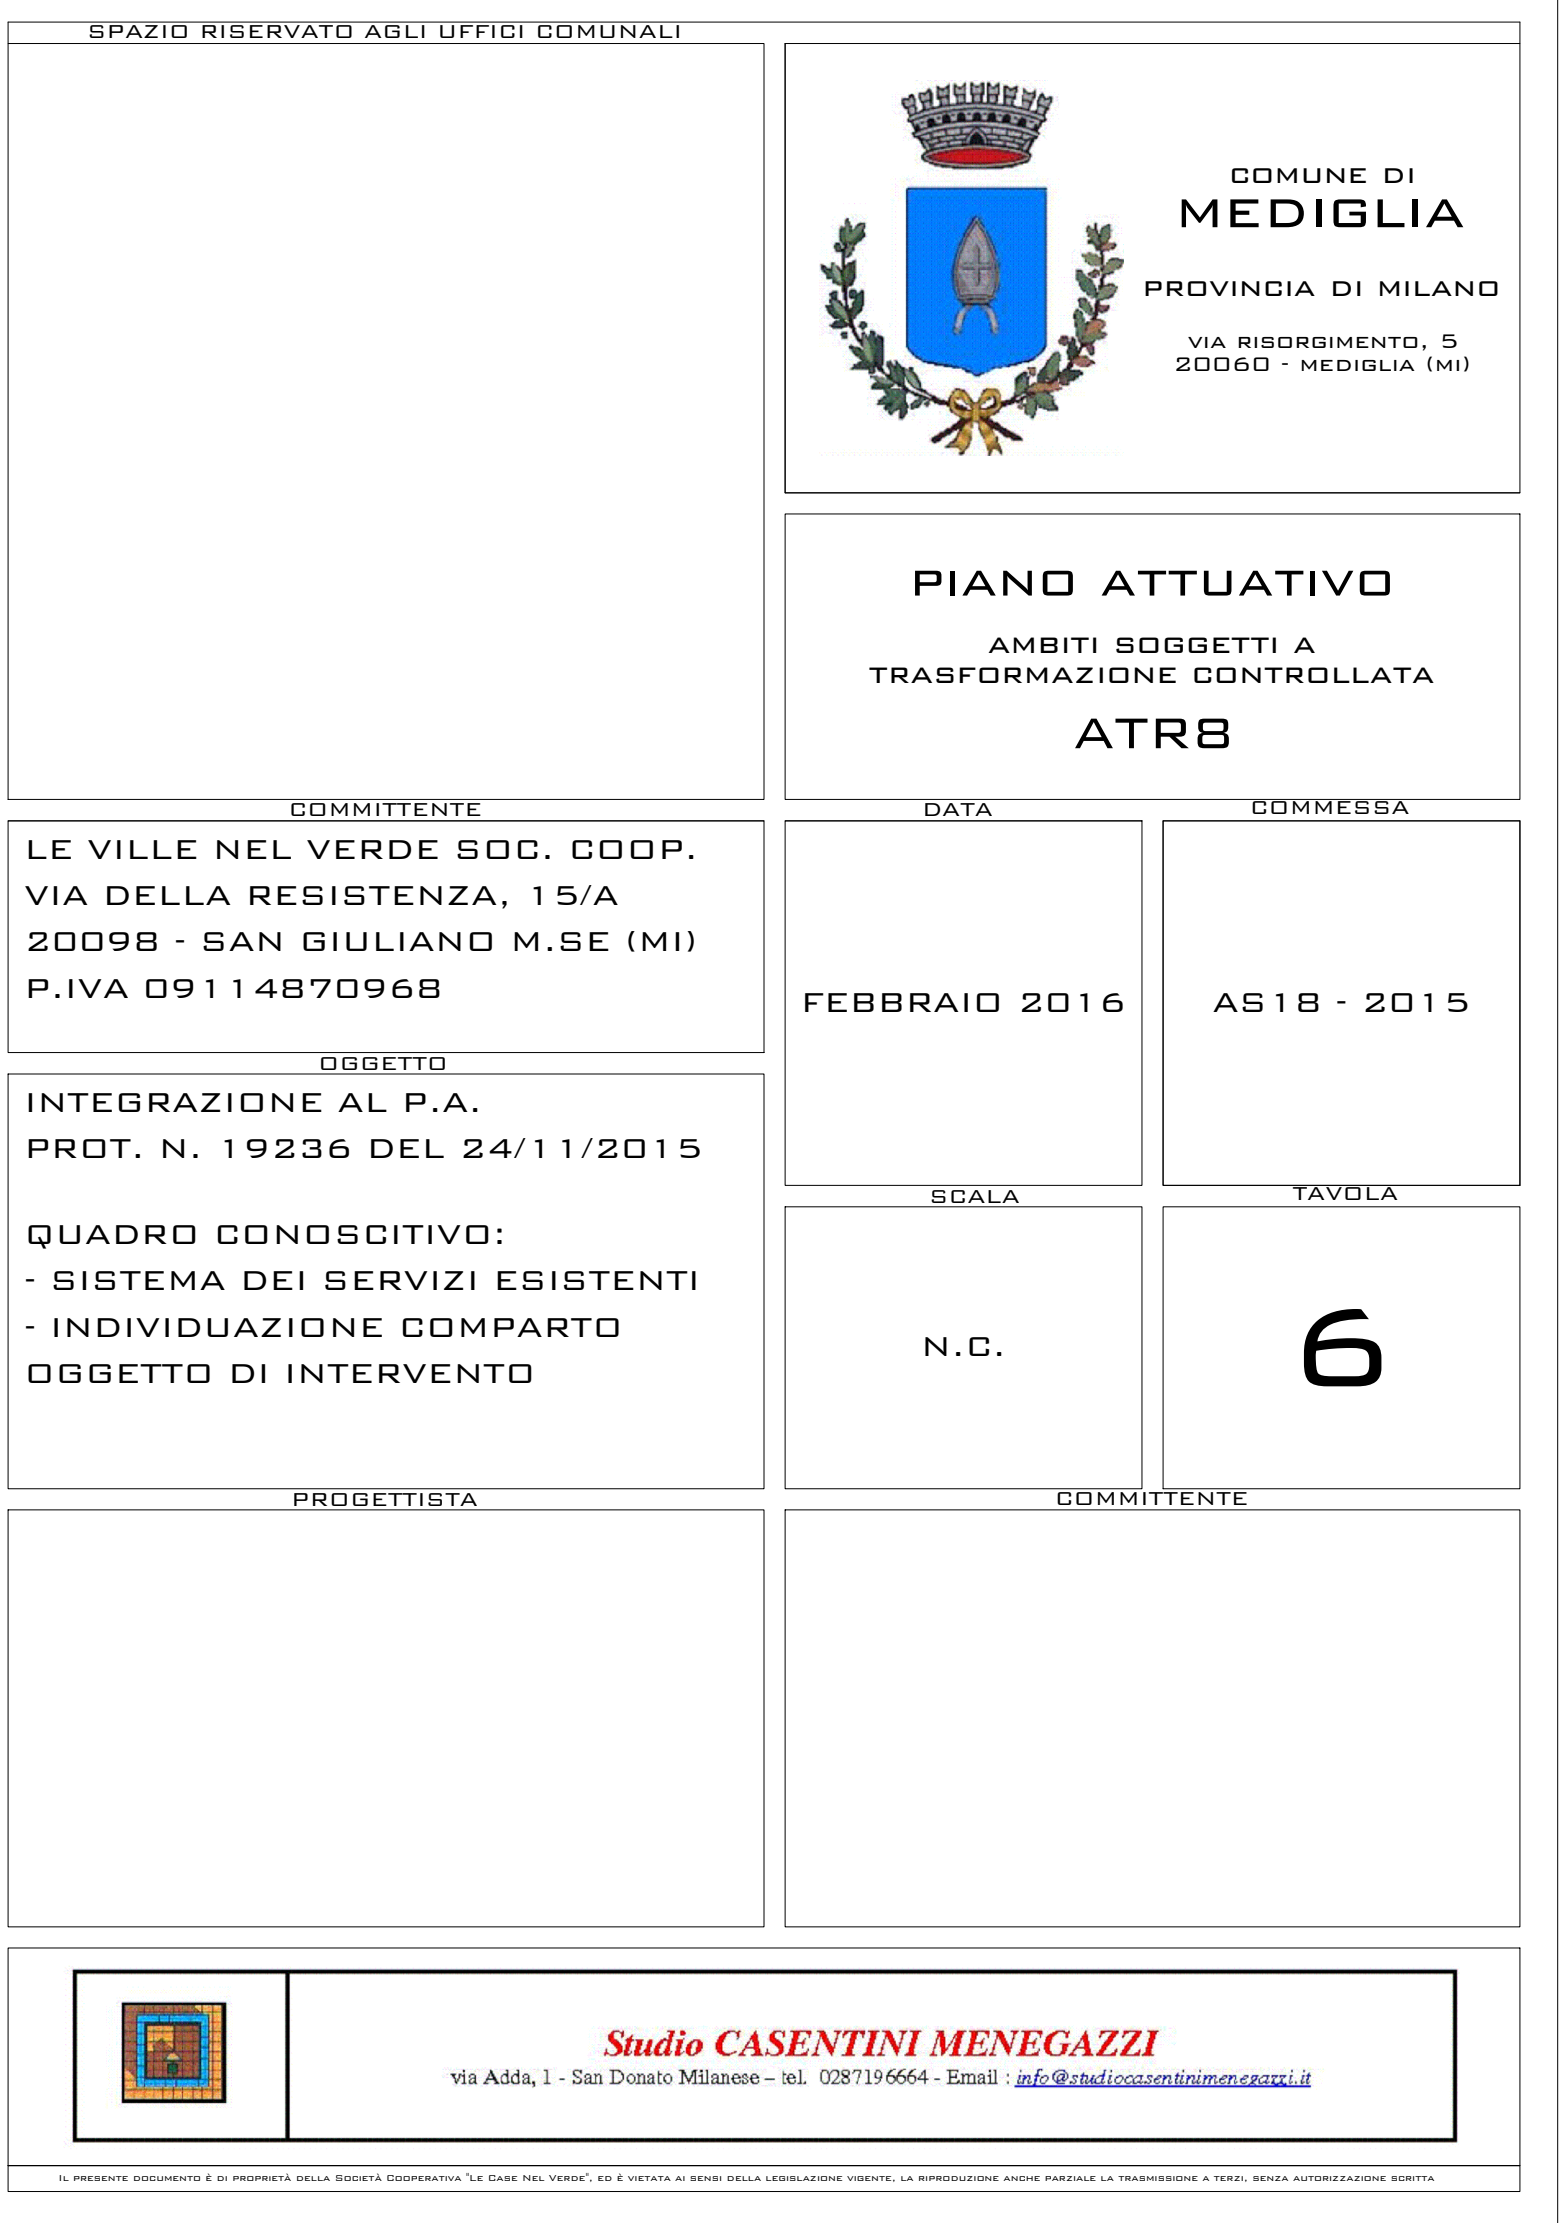 SPAZIO RISERVATO AGLI UFFICI COMUNALI
COMUNE DI
MEDIGLIA
PROVINCIA DI MILANO
VIA RISORGIMENTO, 5
20060 - MEDIGLIA (MI)
PIANO ATTUATIVO
AMBITI SOGGETTI A
TRASFORMAZIONE CONTROLLATA
ATR8
COMMITTENTE
LE VILLE NEL VERDE SOC. COOP.
VIA DELLA RESISTENZA, 15/A
20098 - SAN GIULIANO M.SE (MI)
P.IVA 09114870968
DATA
FEBBRAIO 2016
COMMESSA
AS18 - 2015
OGGETTO
INTEGRAZIONE AL P.A.
PROT. N. 19236 DEL 24/11/2015
QUADRO CONOSCITIVO:
- SISTEMA DEI SERVIZI ESISTENTI
- INDIVIDUAZIONE COMPARTO
OGGETTO DI INTERVENTO
SCALA
N.C.
TAVOLA
6
PROGETTISTA
COMMITTENTE
Studio CASENTINI MENEGAZZI
via Adda, 1 - San Donato Milanese – tel. 0287196664 - Email : info@studiocasentinimenegazzi.it
IL PRESENTE DOCUMENTO È DI PROPRIETÀ DELLA SOCIETÀ COOPERATIVA "LE CASE NEL VERDE", ED È VIETATA AI SENSI DELLA LEGISLAZIONE VIGENTE, LA RIPRODUZIONE ANCHE PARZIALE LA TRASMISSIONE A TERZI, SENZA AUTORIZZAZIONE SCRITTA